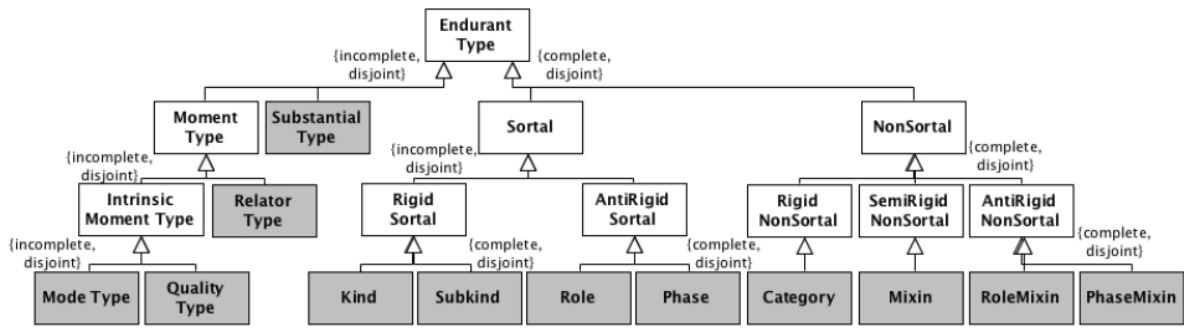 Endurant
Type
{incomplete,
disjoint}
{complete,
disjoint}
Moment
Type
Substantial
Type
Sortal
NonSortal
{incomplete,
disjoint}
{incomplete,
disjoint}
{complete,
disjoint}
Intrinsic
Moment Type
Relator
Type
Rigid
Sortal
AntiRigid
Sortal
Rigid
NonSortal
SemiRigid
NonSortal
AntiRigid
NonSortal
{incomplete,
disjoint}
{complete,
disjoint}
{complete,
disjoint}
{complete,
disjoint}
Mode Type
Quality
Type
Kind
Subkind
Role
Phase
Category
Mixin
RoleMixin
PhaseMixin